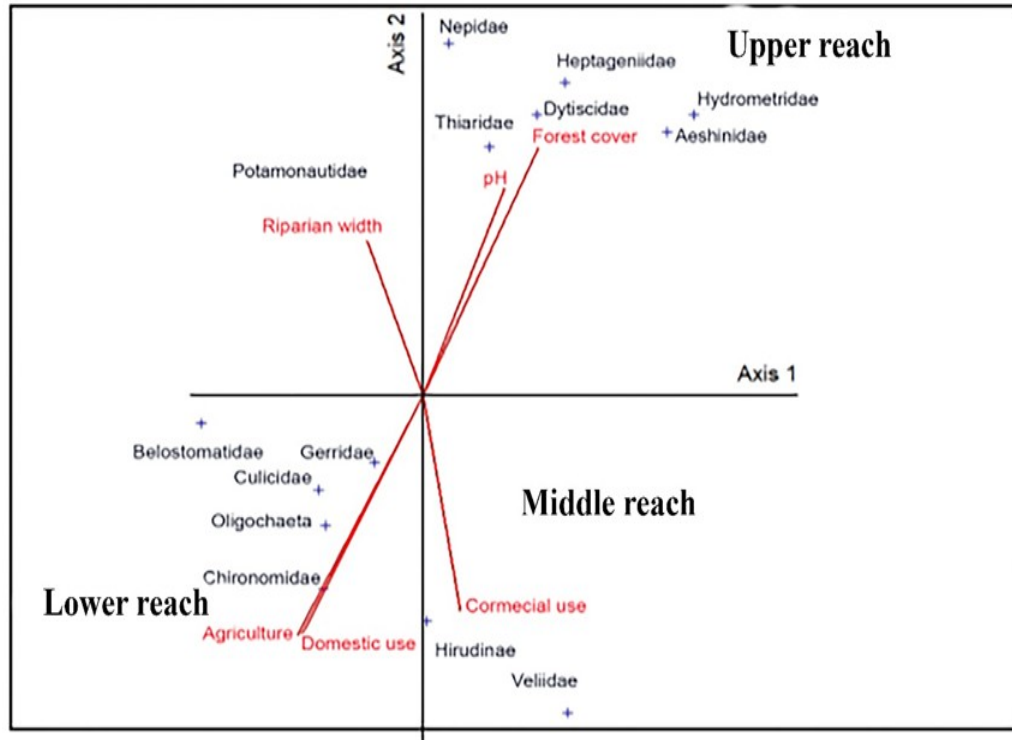 Axis 2
Nepidae
Upper reach
Heptageniidae
Hydrometridae
Dytiscidae
Thiaridae
Forest cover
Aeshinidae
Potamonautidae
pH
Riparian width
Axis 1
Belostomatidae
Gerridae
Culicidae
Middle reach
Oligochaeta
Chironomidae
Lower reach
Cormecial use
Agriculture
Domestic use
Hirudinae
Veliidae